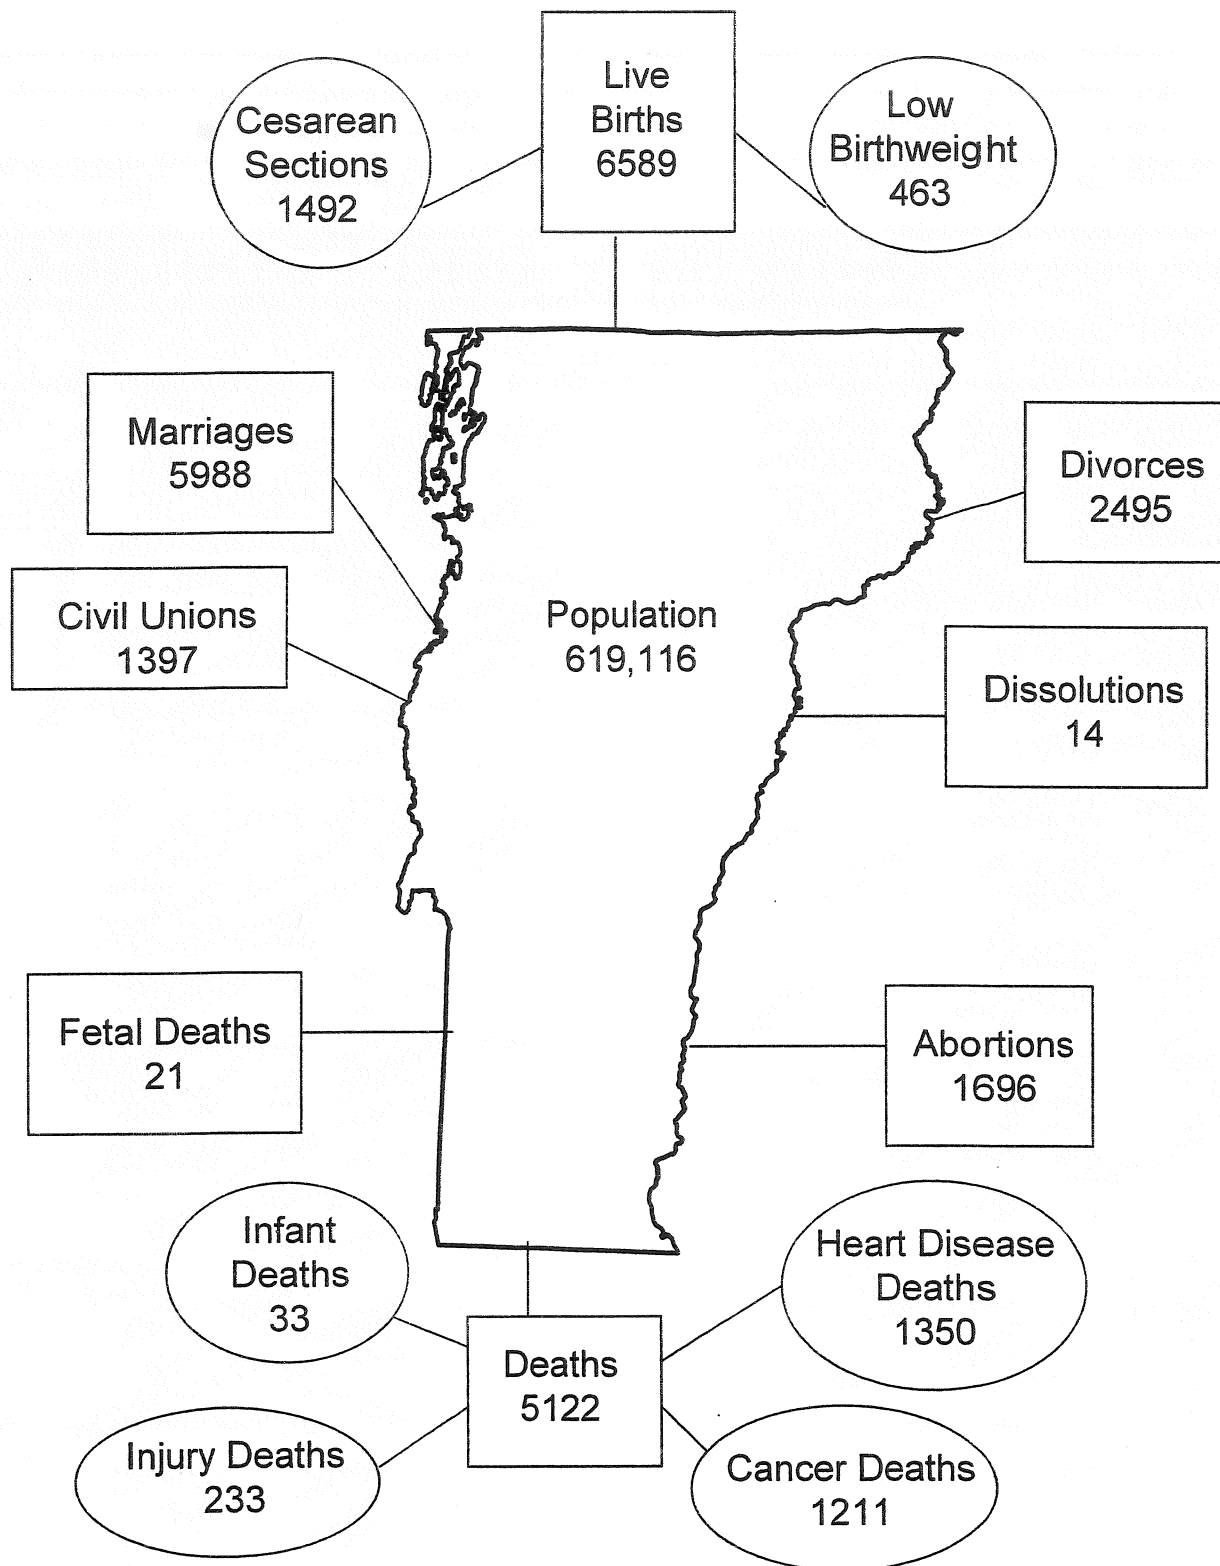 Live
Births
6589
Cesarean
Sections
1492
Low
Birthweight
463
Marriages
5988
Divorces
2495
Civil Unions
1397
Population
619,116
Dissolutions
14
Fetal Deaths
21
Abortions
1696
Infant
Deaths
33
Heart Disease
Deaths
1350
Deaths
5122
Injury Deaths
233
Cancer Deaths
1211